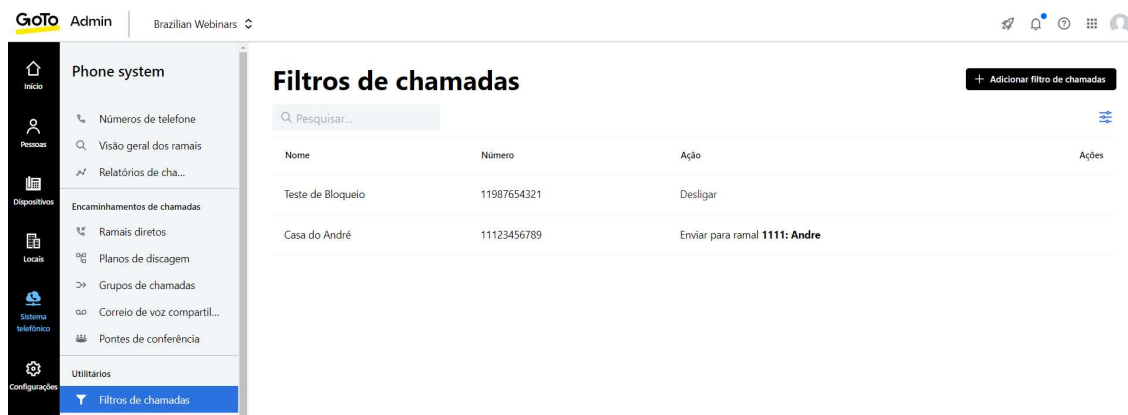 GoTo Admin Brazilian Webinars
Início
Pessoas
Dispositivos
Locais
Sistema telefônico
Configurações
Phone system
Números de telefone
Visão geral dos ramais
Relatórios de cha...
Encaminhamentos de chamadas
Ramais diretos
Planos de discagem
Grupos de chamadas
Correio de voz compartil...
Pontes de conferência
Utilitários
Filtros de chamadas
Filtros de chamadas
+ Adicionar filtro de chamadas
Pesquisar...
Nome Número Ação Ações
Teste de Bloqueio 11987654321 Desligar
Casa do André 11123456789 Enviar para ramal 1111: Andre